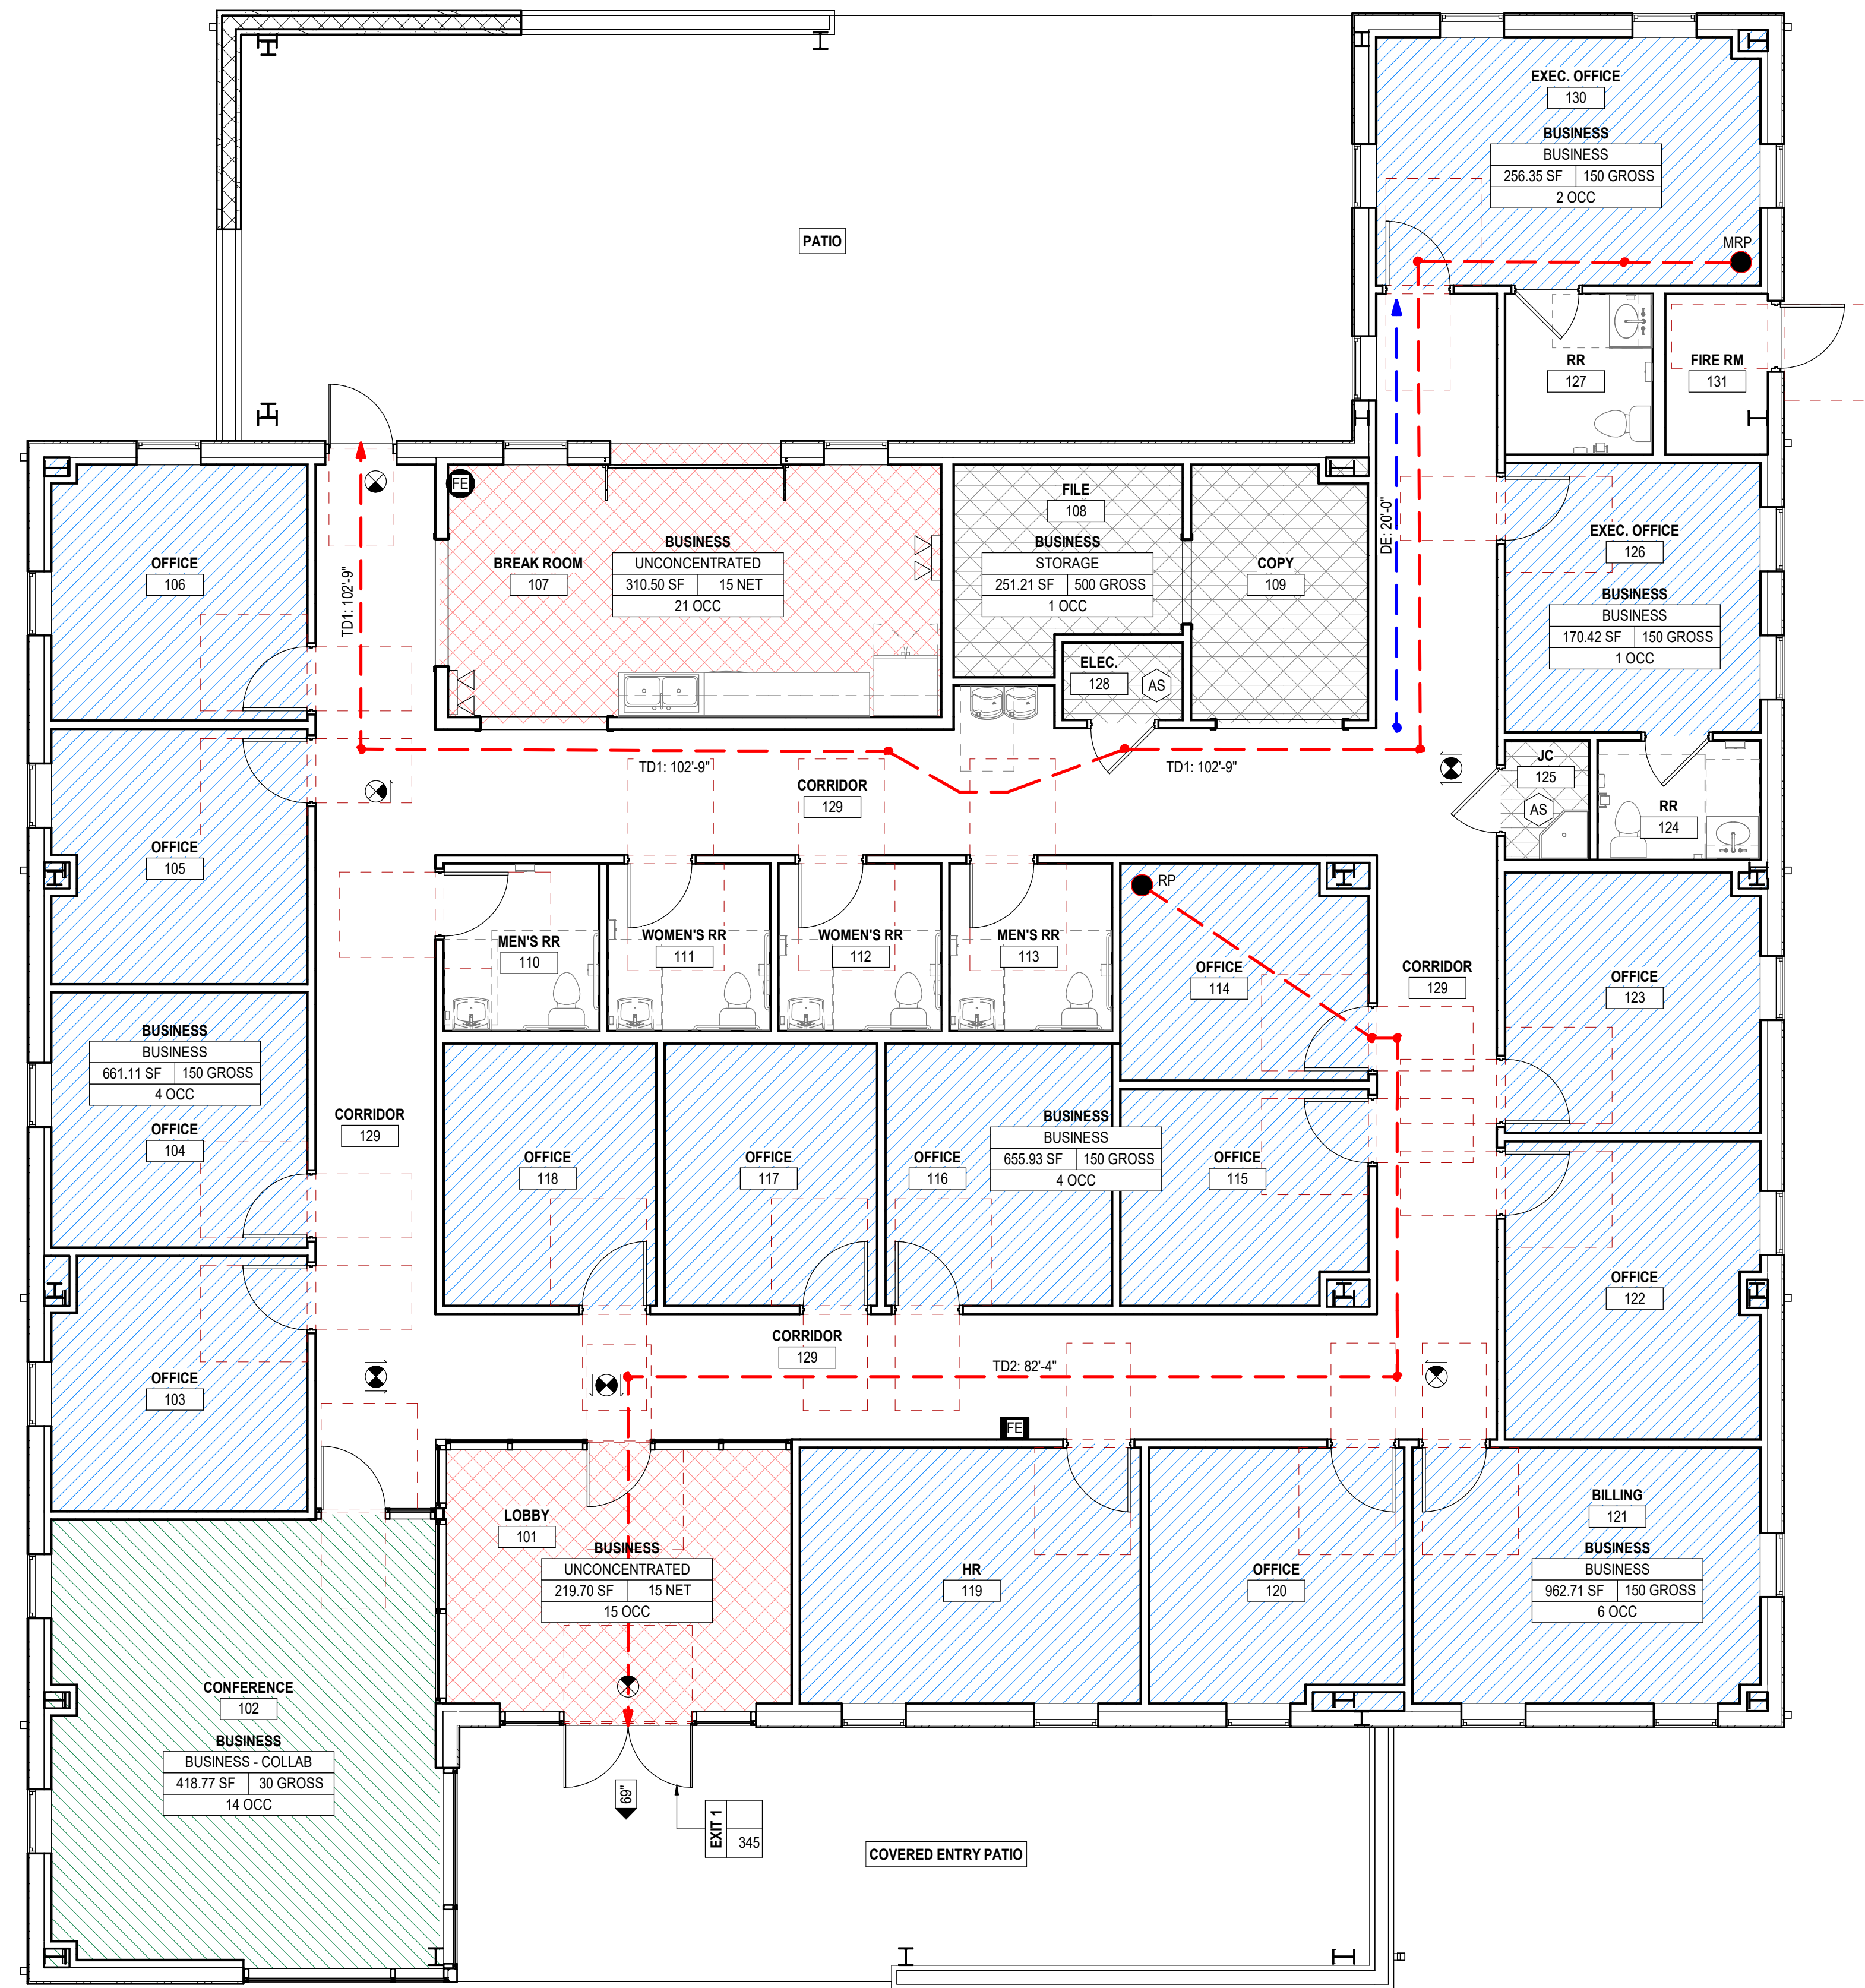 EXEC. OFFICE
130
BUSINESS
BUSINESS
256.35 SF 150 GROSS
2 OCC
MRP
PATIO
RR
127
FIRE RM
131
FE
OFFICE
106
TD1: 102'-9"
BREAK ROOM
107
BUSINESS
UNCONCENTRATED
310.50 SF 15 NET
21 OCC
FILE
108
BUSINESS
STORAGE
251.21 SF 500 GROSS
1 OCC
COPY
109
DE: 20'-0"
EXEC. OFFICE
126
BUSINESS
BUSINESS
170.42 SF 150 GROSS
1 OCC
ELEC.
128
AS
TD1: 102'-9"
TD1: 102'-9"
CORRIDOR
129
JC
125
AS
RR
124
OFFICE
105
MEN'S RR
110
WOMEN'S RR
111
WOMEN'S RR
112
MEN'S RR
113
RP
OFFICE
114
CORRIDOR
129
OFFICE
123
BUSINESS
BUSINESS
661.11 SF 150 GROSS
4 OCC
OFFICE
104
CORRIDOR
129
OFFICE
118
OFFICE
117
OFFICE
116
BUSINESS
BUSINESS
655.93 SF 150 GROSS
4 OCC
OFFICE
115
OFFICE
122
OFFICE
103
CORRIDOR
129
TD2: 82'-4"
FE
LOBBY
101
BUSINESS
UNCONCENTRATED
219.70 SF 15 NET
15 OCC
HR
119
OFFICE
120
BILLING
121
BUSINESS
BUSINESS
962.71 SF 150 GROSS
6 OCC
CONFERENCE
102
BUSINESS
BUSINESS - COLLAB
418.77 SF 30 GROSS
14 OCC
69"
EXIT 1
345
COVERED ENTRY PATIO